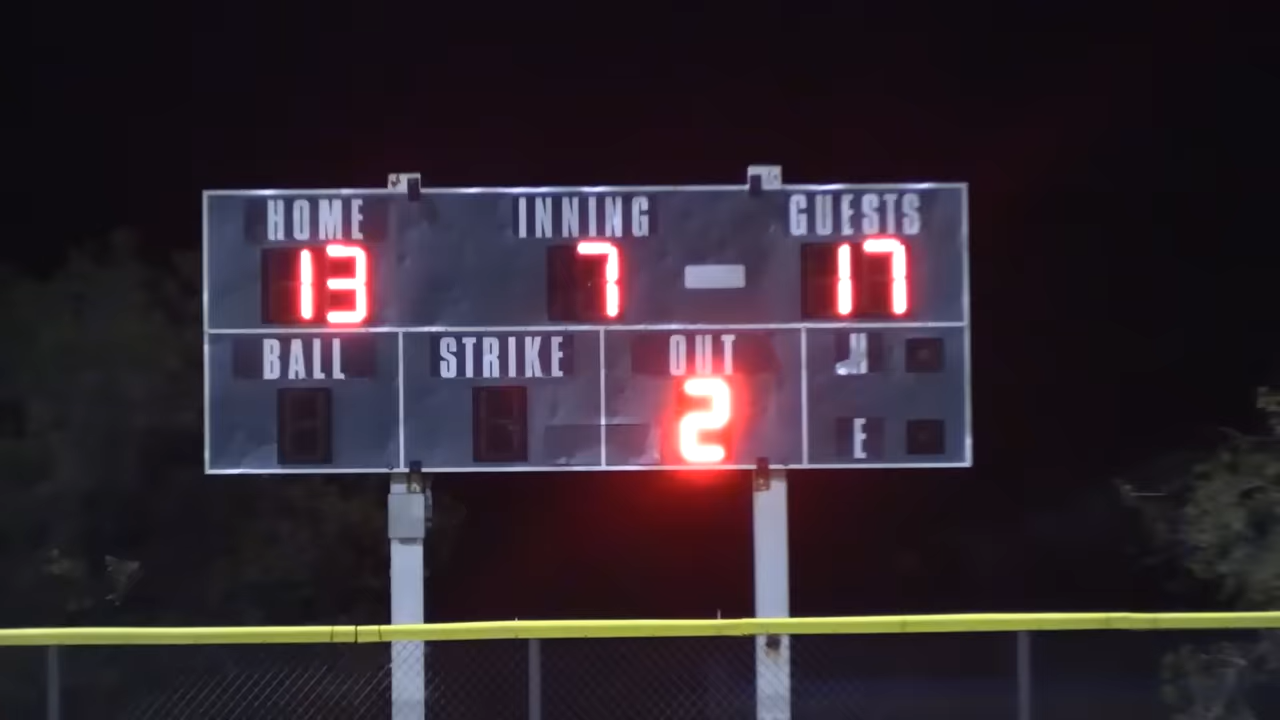 HOME INNING GUESTS
13 7 17
BALL STRIKE OUT H
2
E